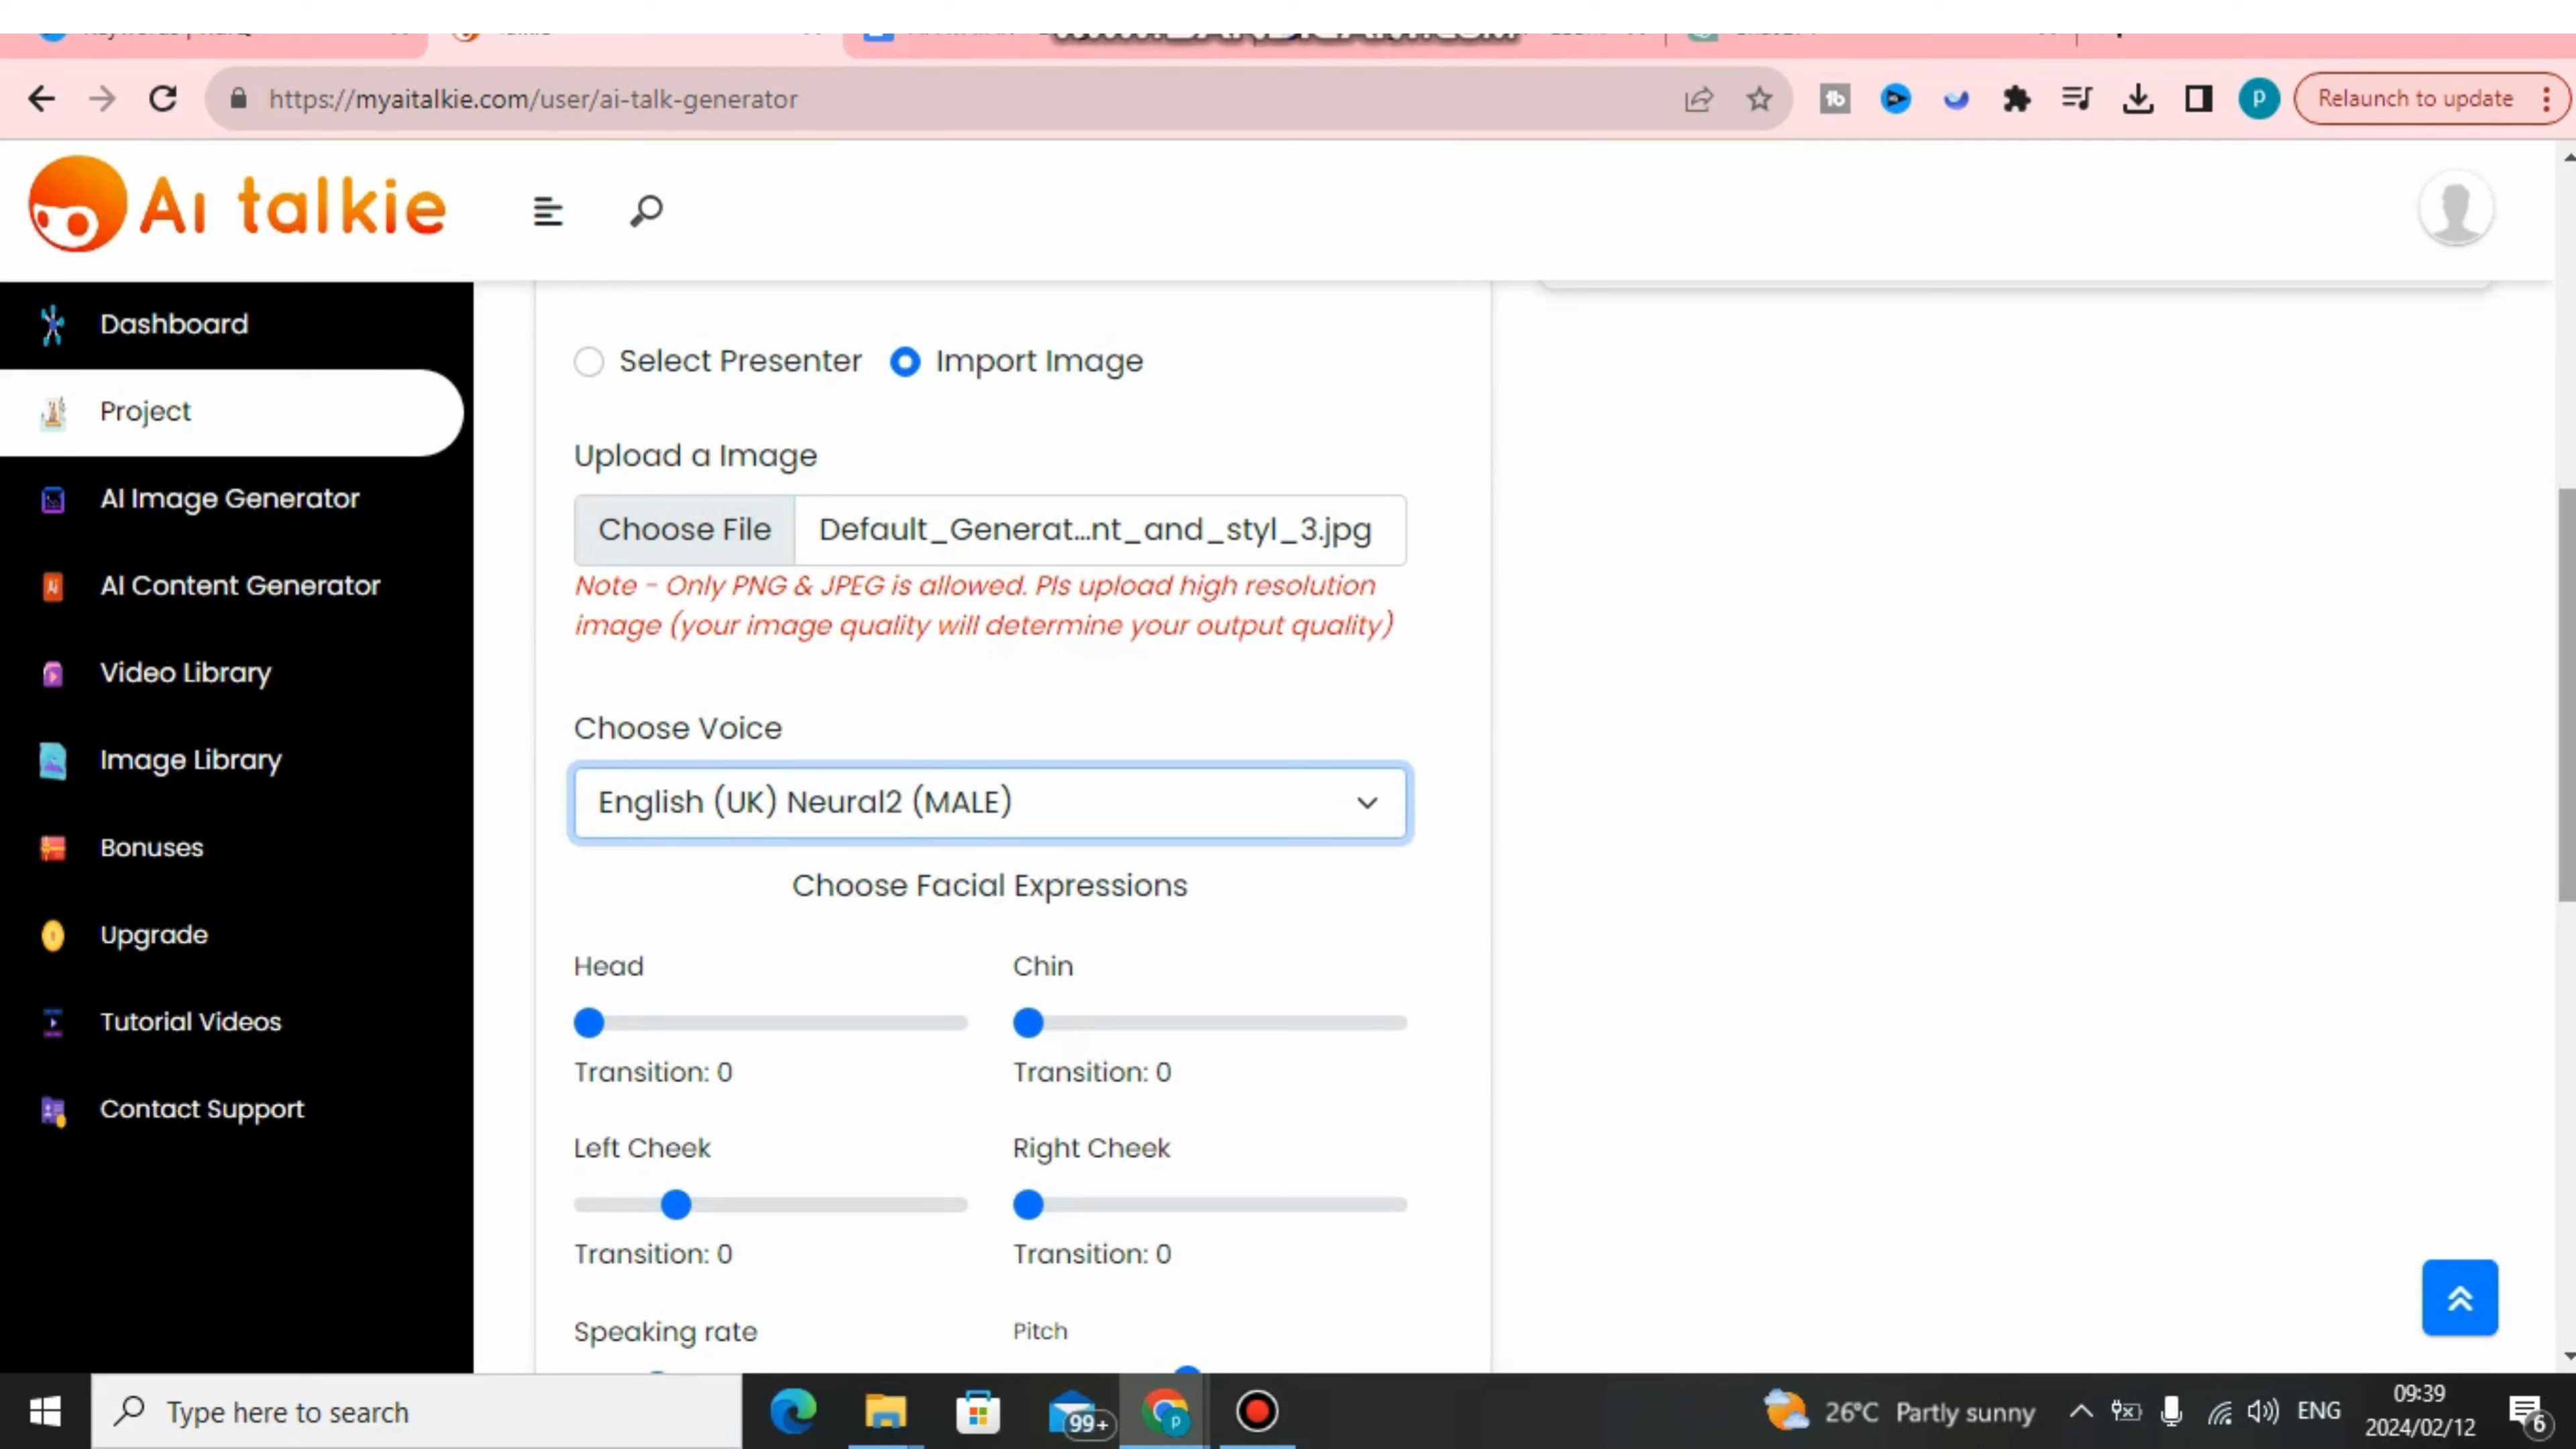 https://myaitalkie.com/user/ai-talk-generator
Relaunch to update
Ai talkie
Dashboard
Project
AI Image Generator
AI Content Generator
Video Library
Image Library
Bonuses
Upgrade
Tutorial Videos
Contact Support
Select Presenter
Import Image
Upload a Image
Choose File
Default_Generat...nt_and_styl_3.jpg
Note - Only PNG & JPEG is allowed. Pls upload high resolution
image (your image quality will determine your output quality)
Choose Voice
English (UK) Neural2 (MALE)
Choose Facial Expressions
Head
Chin
Transition: 0
Transition: 0
Left Cheek
Right Cheek
Transition: 0
Transition: 0
Speaking rate
Pitch
Type here to search
99+
26°C Partly sunny
ENG
09:39
2024/02/12
6